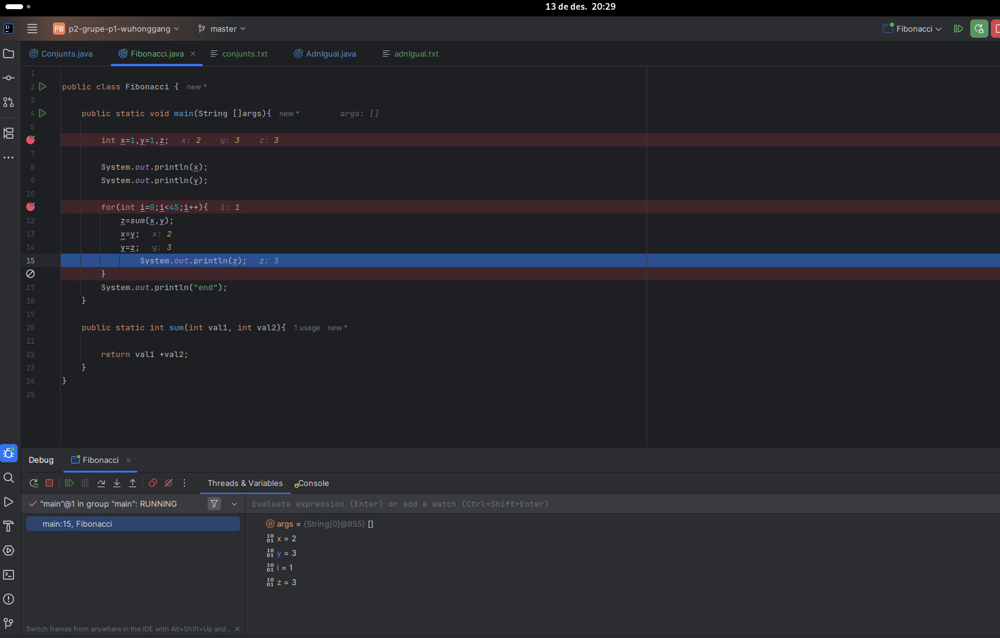 13 de des. 20:29
IJ PW p2-grupe-p1-wuhonggang master Fibonacci
Conjunts.java Fibonacci.java conjunts.txt AdnIgual.java adnIgual.txt
1
2 public class Fibonacci { new *
3
4 public static void main(String []args){ new * args: []
5
int x=1,y=1,z; x: 2 y: 3 z: 3
7
8 System.out.println(x);
9 System.out.println(y);
10
for(int i=0;i<45;i++){ i: 1
12 z=sum(x,y);
13 x=y; x: 2
14 y=z; y: 3
15 System.out.println(z); z: 3
}
17 System.out.println("end");
18 }
19
20 public static int sum(int val1, int val2){ 1 usage new *
21
22 return val1 +val2;
23 }
24 }
25
Debug Fibonacci
Threads & Variables Console
"main"@1 in group "main": RUNNING
Evaluate expression (Enter) or add a watch (Ctrl+Shift+Enter)
main:15, Fibonacci
args = {String[0]@855} []
x = 2
y = 3
i = 1
z = 3
Switch frames from anywhere in the IDE with Alt+Shift+Up and...